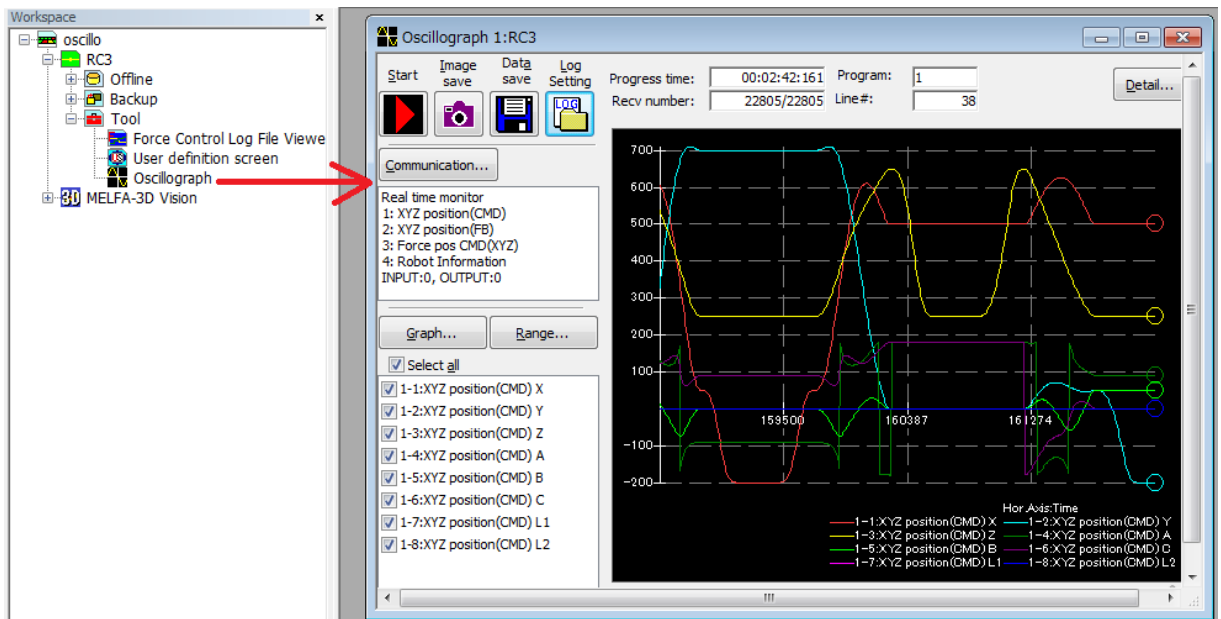 Workspace
x
oscillo
RC3
Offline
Backup
Tool
Force Control Log File Viewe
User definition screen
Oscillograph
MELFA-3D Vision
Oscillograph 1:RC3
Start
Image save
Data save
Log Setting
LOG
Progress time: 00:02:42:161 Program: 1
Recv number: 22805/22805 Line#: 38
Detail...
Communication...
Real time monitor
1: XYZ position(CMD)
2: XYZ position(FB)
3: Force pos CMD(XYZ)
4: Robot Information
INPUT:0, OUTPUT:0
Graph... Range...
Select all
1-1:XYZ position(CMD) X
1-2:XYZ position(CMD) Y
1-3:XYZ position(CMD) Z
1-4:XYZ position(CMD) A
1-5:XYZ position(CMD) B
1-6:XYZ position(CMD) C
1-7:XYZ position(CMD) L1
1-8:XYZ position(CMD) L2
700
600
500
400
300
200
100
159500 160387 161274
-100
-200
Hor.Axis:Time
1-1:XYZ position(CMD) X 1-2:XYZ position(CMD) Y
1-3:XYZ position(CMD) Z 1-4:XYZ position(CMD) A
1-5:XYZ position(CMD) B 1-6:XYZ position(CMD) C
1-7:XYZ position(CMD) L1 1-8:XYZ position(CMD) L2